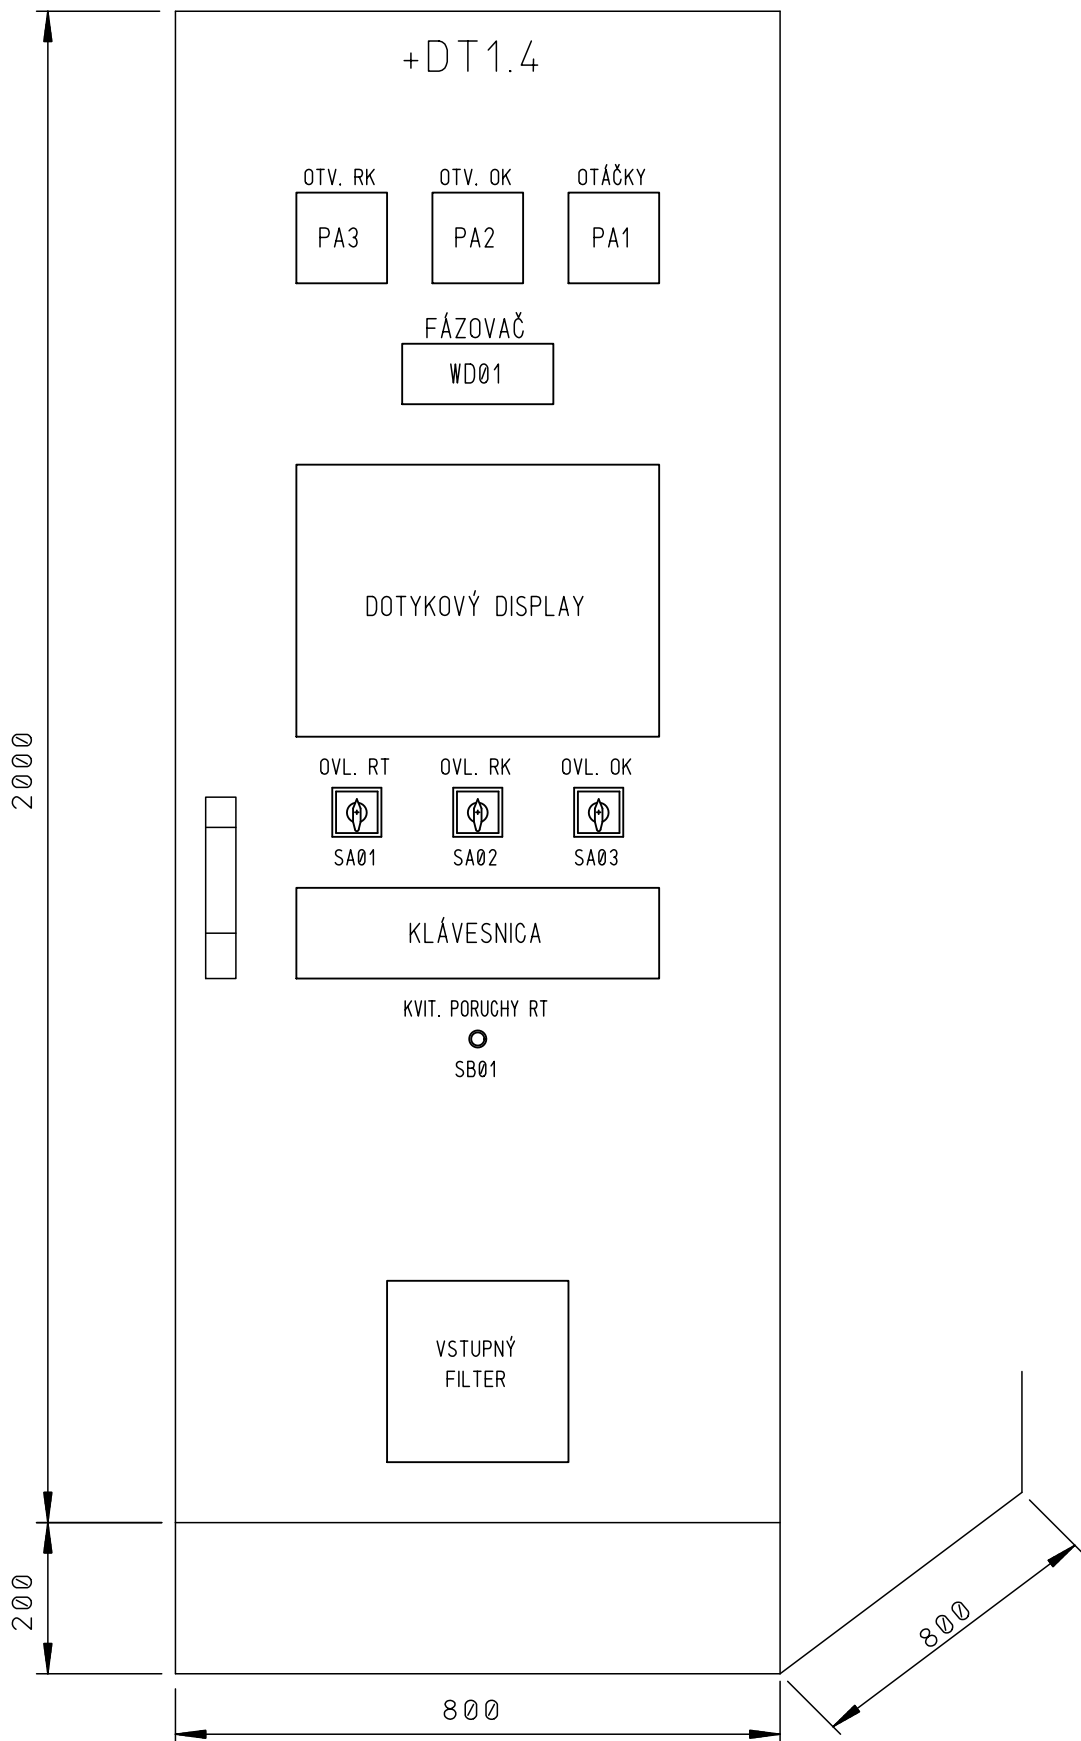 +DT1.4
OTV. RK
OTV. OK
OTÁČKY
PA3
PA2
PA1
FÁZOVAČ
WD01
DOTYKOVÝ DISPLAY
2000
OVL. RT
OVL. RK
OVL. OK
SA01
SA02
SA03
KLÁVESNICA
KVIT. PORUCHY RT
SB01
VSTUPNÝ
FILTER
200
800
800